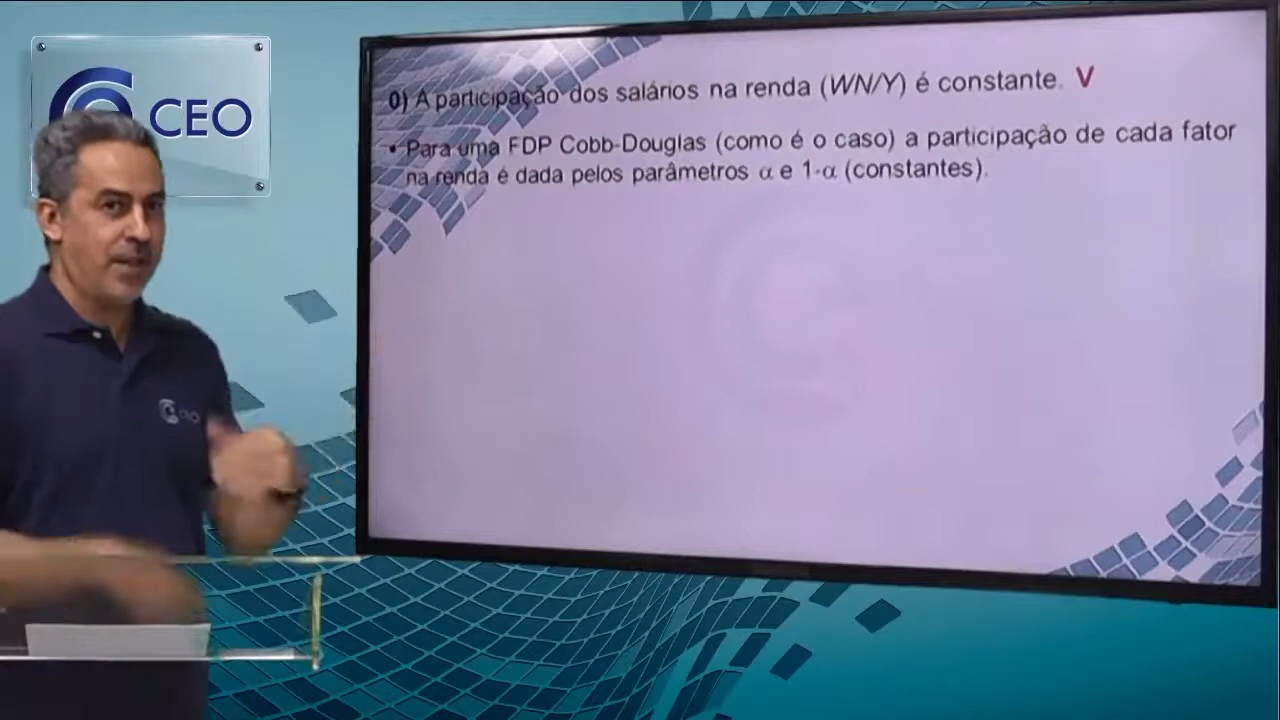 CEO
0) A participação dos salários na renda (WN/Y) é constante. V
• Para uma FDP Cobb-Douglas (como é o caso) a participação de cada fator
na renda é dada pelos parâmetros α e 1-α (constantes).
CEO